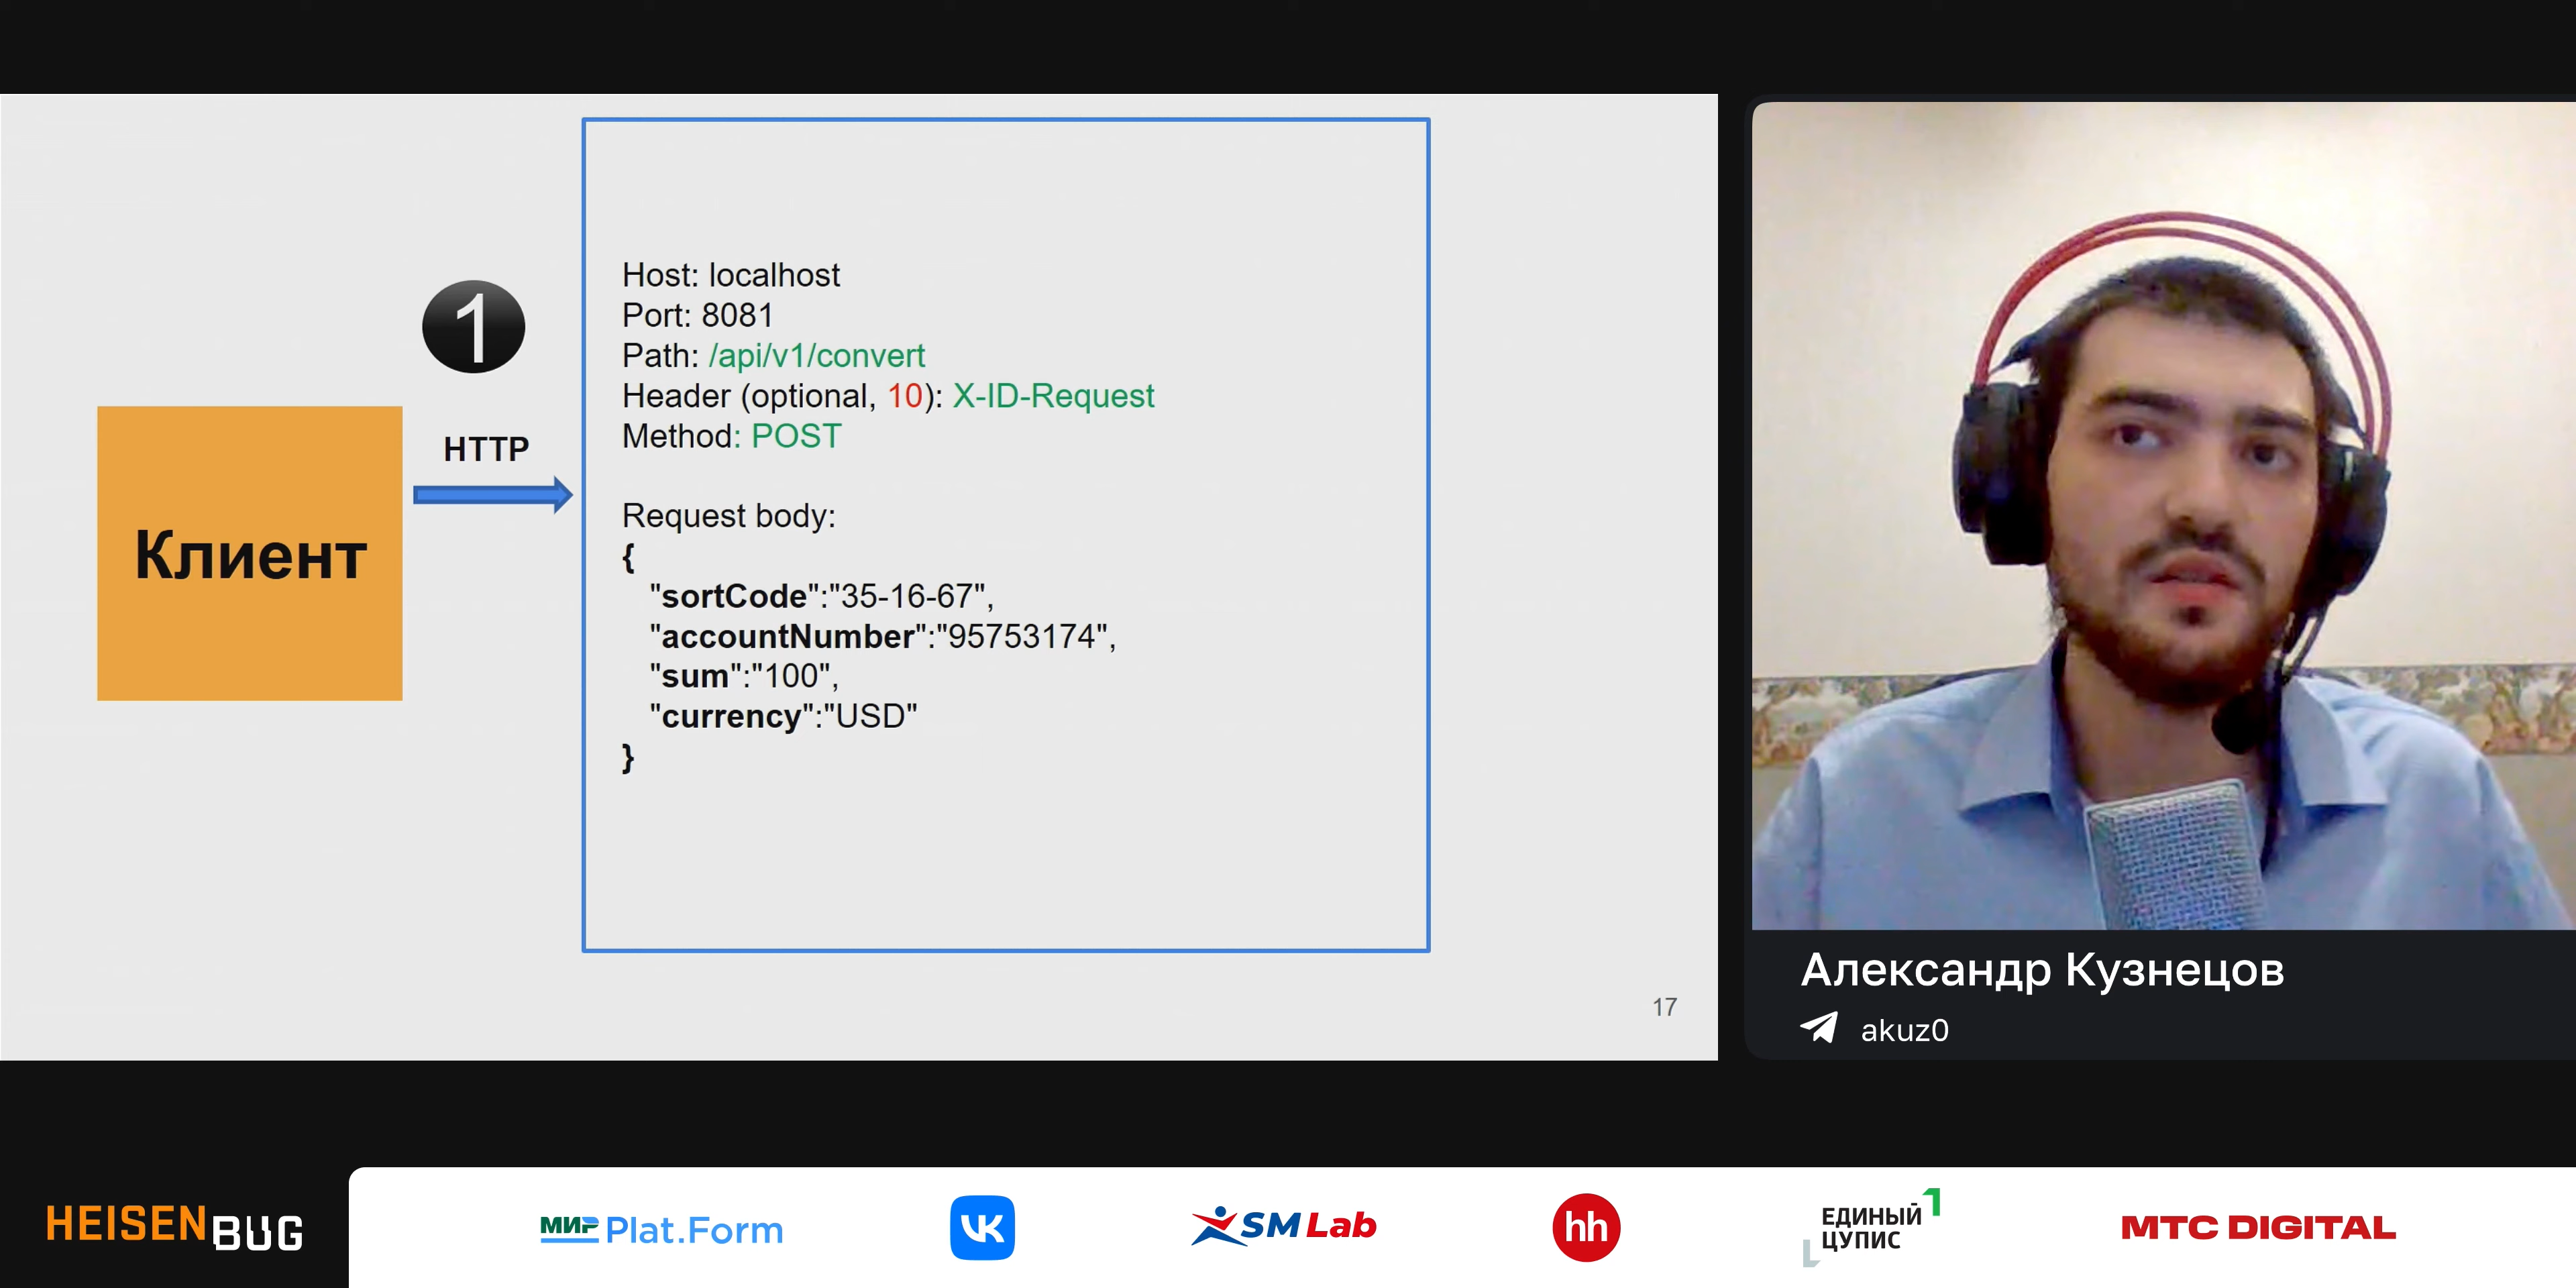 1
HTTP
Клиент
Host: localhost
Port: 8081
Path: /api/v1/convert
Header (optional, 10): X-ID-Request
Method: POST
Request body:
{
"sortCode":"35-16-67",
"accountNumber":"95753174",
"sum":"100",
"currency":"USD"
}
17
Александр Кузнецов
akuz0
HEISENBUG
МИР Plat.Form
VK
SM Lab
hh
ЕДИНЫЙ
ЦУПИС
МТС DIGITAL